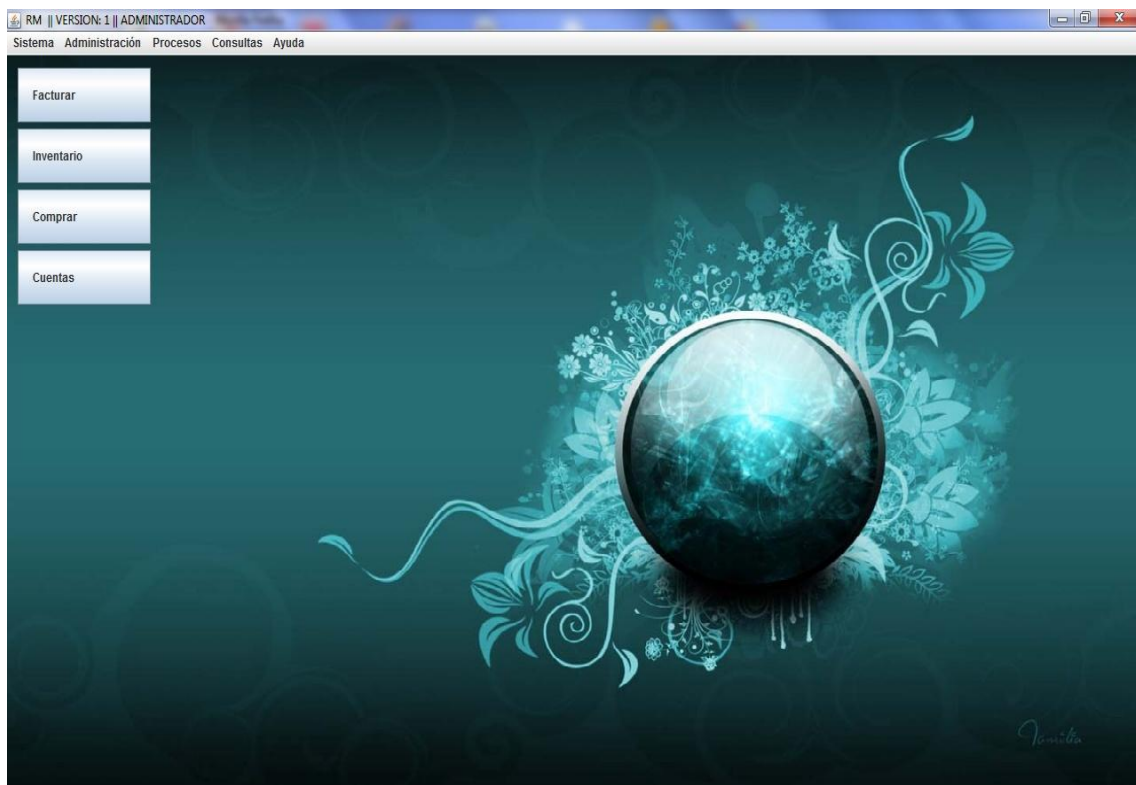 RM || VERSION: 1 || ADMINISTRADOR
Sistema Administración Procesos Consultas Ayuda
Facturar
Inventario
Comprar
Cuentas